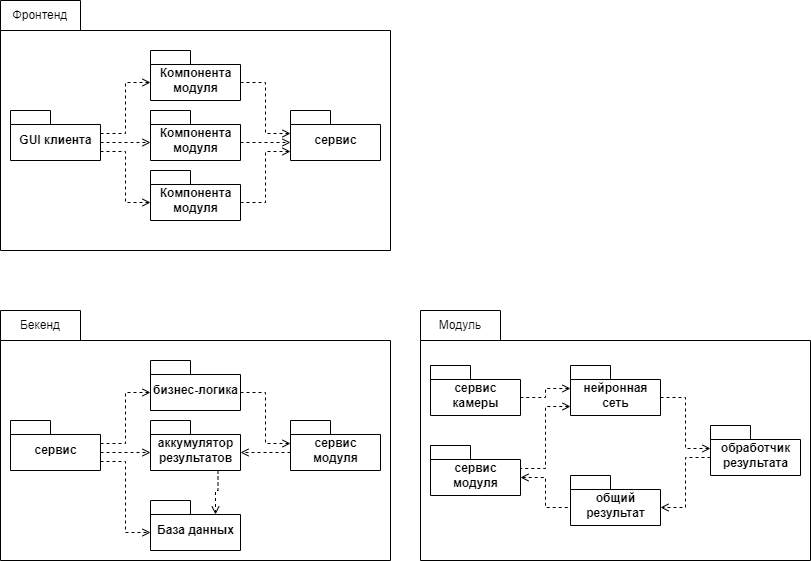 Фронтенд
Компонента
модуля
GUI клиента
Компонента
модуля
сервис
Компонента
модуля
Бекенд
бизнес-логика
сервис
аккумулятор
результатов
сервис
модуля
База данных
Модуль
сервис
камеры
нейронная
сеть
обработчик
результата
сервис
модуля
общий
результат